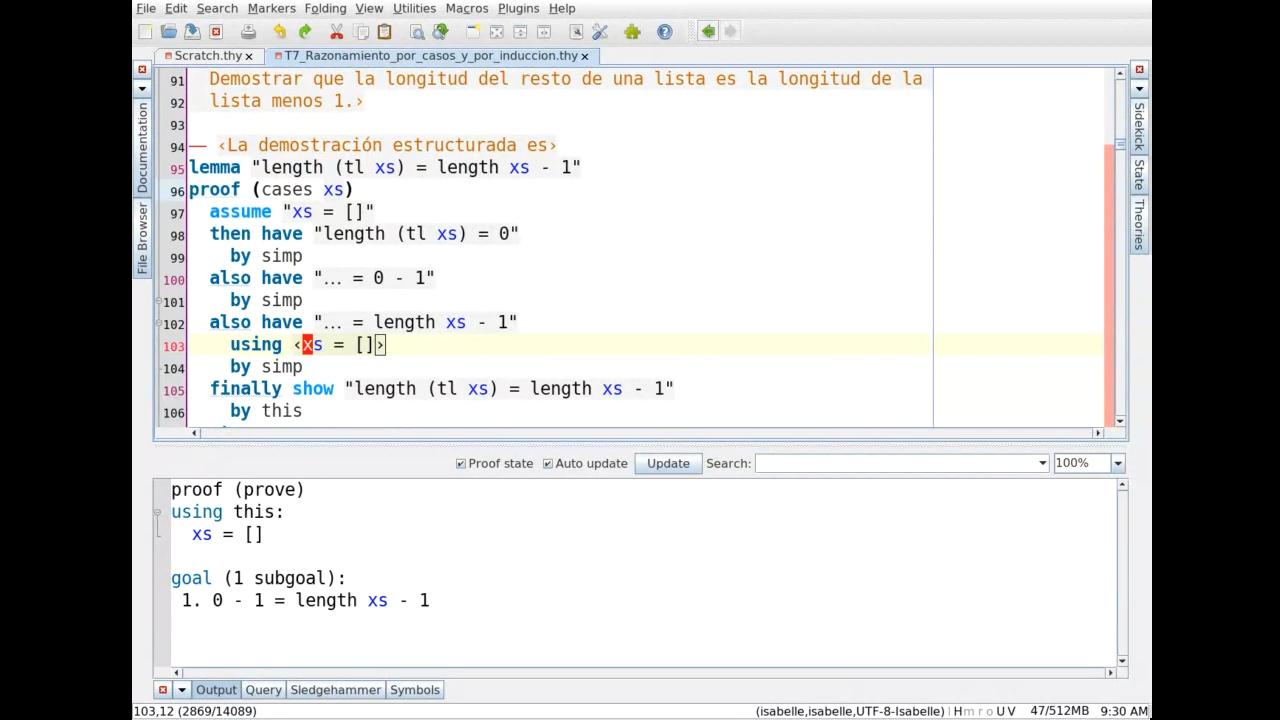 File Edit Search Markers Folding View Utilities Macros Plugins Help
Scratch.thy
T7_Razonamiento_por_casos_y_por_induccion.thy
Documentation
File Browser
91 Demostrar que la longitud del resto de una lista es la longitud de la
92 lista menos 1.›
93
94 — ‹La demostración estructurada es›
95 lemma "length (tl xs) = length xs - 1"
96 proof (cases xs)
97 assume "xs = []"
98 then have "length (tl xs) = 0"
99 by simp
100 also have "… = 0 - 1"
101 by simp
102 also have "… = length xs - 1"
103 using ‹xs = []›
104 by simp
105 finally show "length (tl xs) = length xs - 1"
106 by this
Sidekick
State
Theories
Proof state Auto update Update Search: 100%
proof (prove)
using this:
xs = []
goal (1 subgoal):
1. 0 - 1 = length xs - 1
Output Query Sledgehammer Symbols
103,12 (2869/14089) (isabelle,isabelle,UTF-8-Isabelle) H m r o U V 47/512MB 9:30 AM